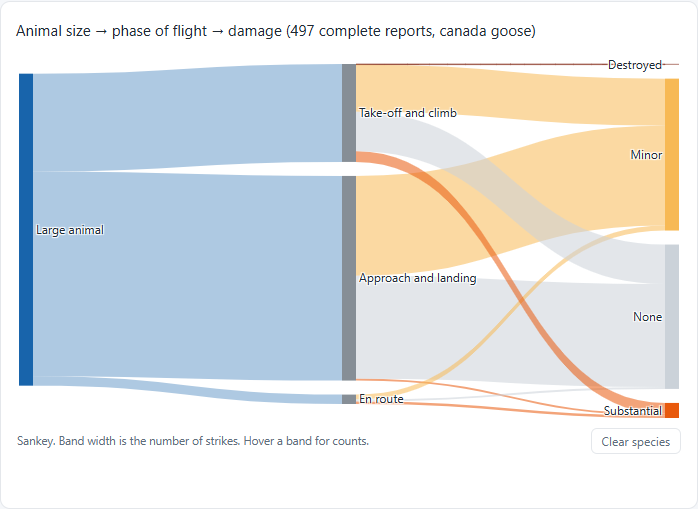 Animal size → phase of flight → damage (497 complete reports, canada goose)
Destroyed
Take-off and climb
Minor
Large animal
Approach and landing
None
En route
Substantial
Sankey. Band width is the number of strikes. Hover a band for counts.
Clear species